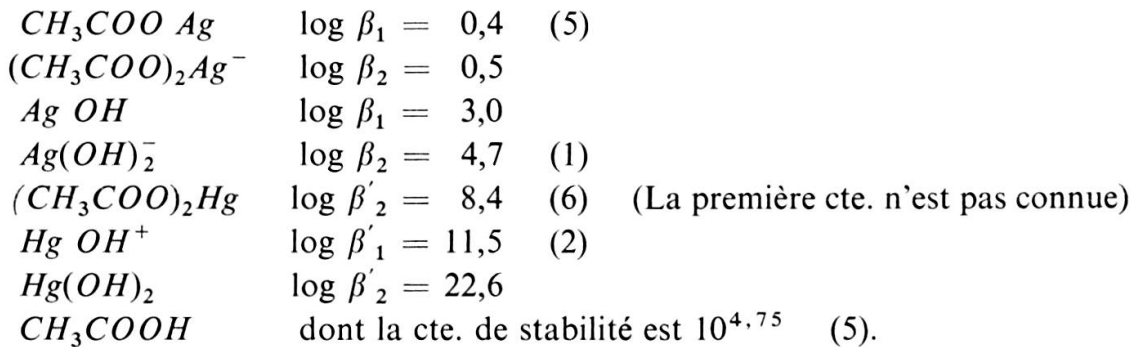 CH₃COO Ag log β₁ = 0,4 (5)
(CH₃COO)₂Ag⁻ log β₂ = 0,5
Ag OH log β₁ = 3,0
Ag(OH)₂⁻ log β₂ = 4,7 (1)
(CH₃COO)₂Hg log β′₂ = 8,4 (6) (La première cte. n'est pas connue)
Hg OH⁺ log β′₁ = 11,5 (2)
Hg(OH)₂ log β′₂ = 22,6
CH₃COOH dont la cte. de stabilité est 10⁴,⁷⁵ (5).